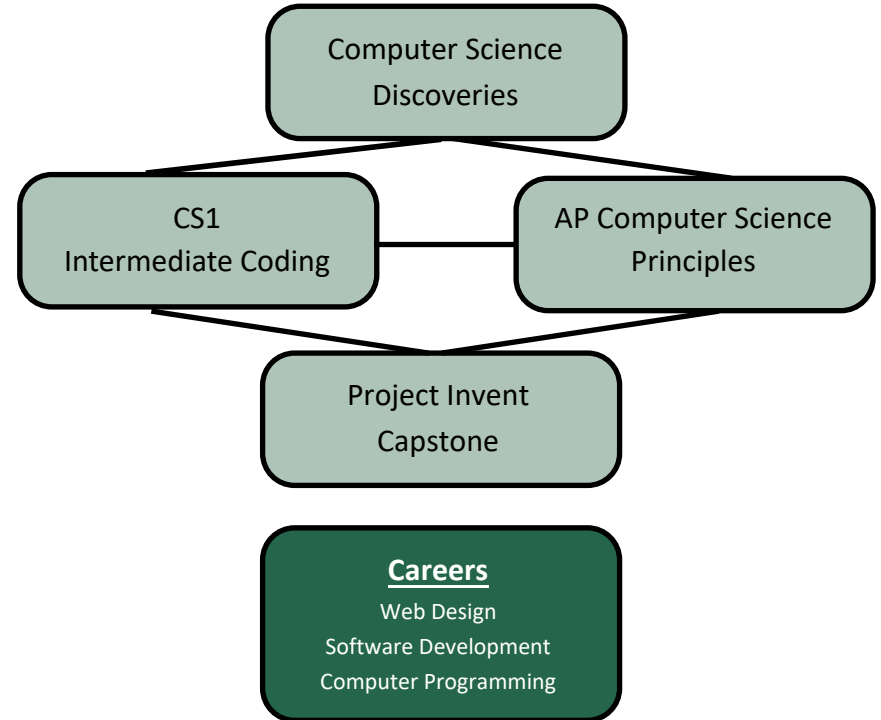 Computer Science
Discoveries
CS1
Intermediate Coding
AP Computer Science
Principles
Project Invent
Capstone
Careers
Web Design
Software Development
Computer Programming